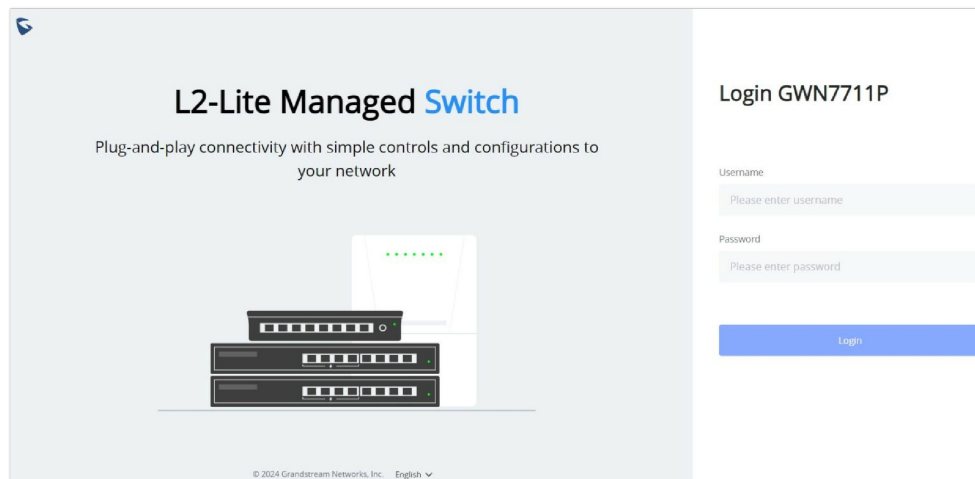 L2-Lite Managed Switch
Plug-and-play connectivity with simple controls and configurations to
your network
© 2024 Grandstream Networks, Inc. English
Login GWN7711P
Username
Please enter username
Password
Please enter password
Login